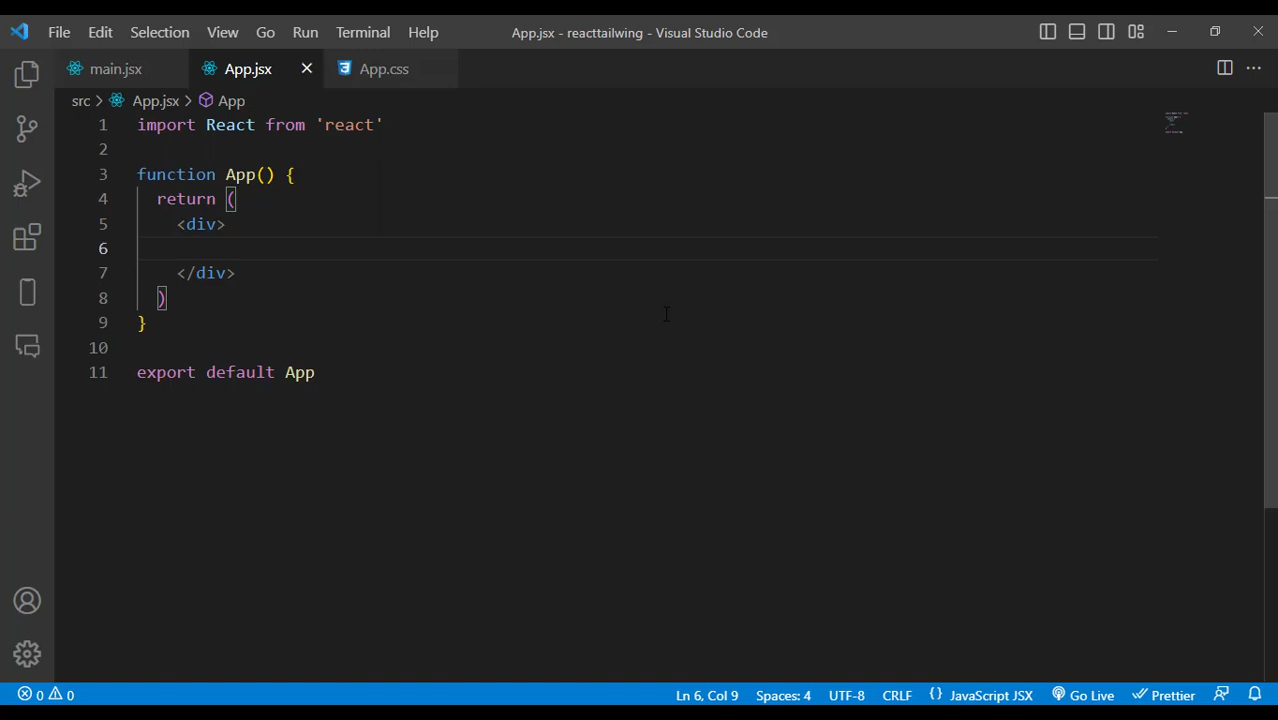 File Edit Selection View Go Run Terminal Help App.jsx - reacttailwing - Visual Studio Code
main.jsx App.jsx App.css
src > App.jsx > App
1 import React from 'react'
2
3 function App() {
4 return (
5 <div>
6
7 </div>
8 )
9 }
10
11 export default App
0 0 Ln 6, Col 9 Spaces: 4 UTF-8 CRLF {} JavaScript JSX Go Live Prettier